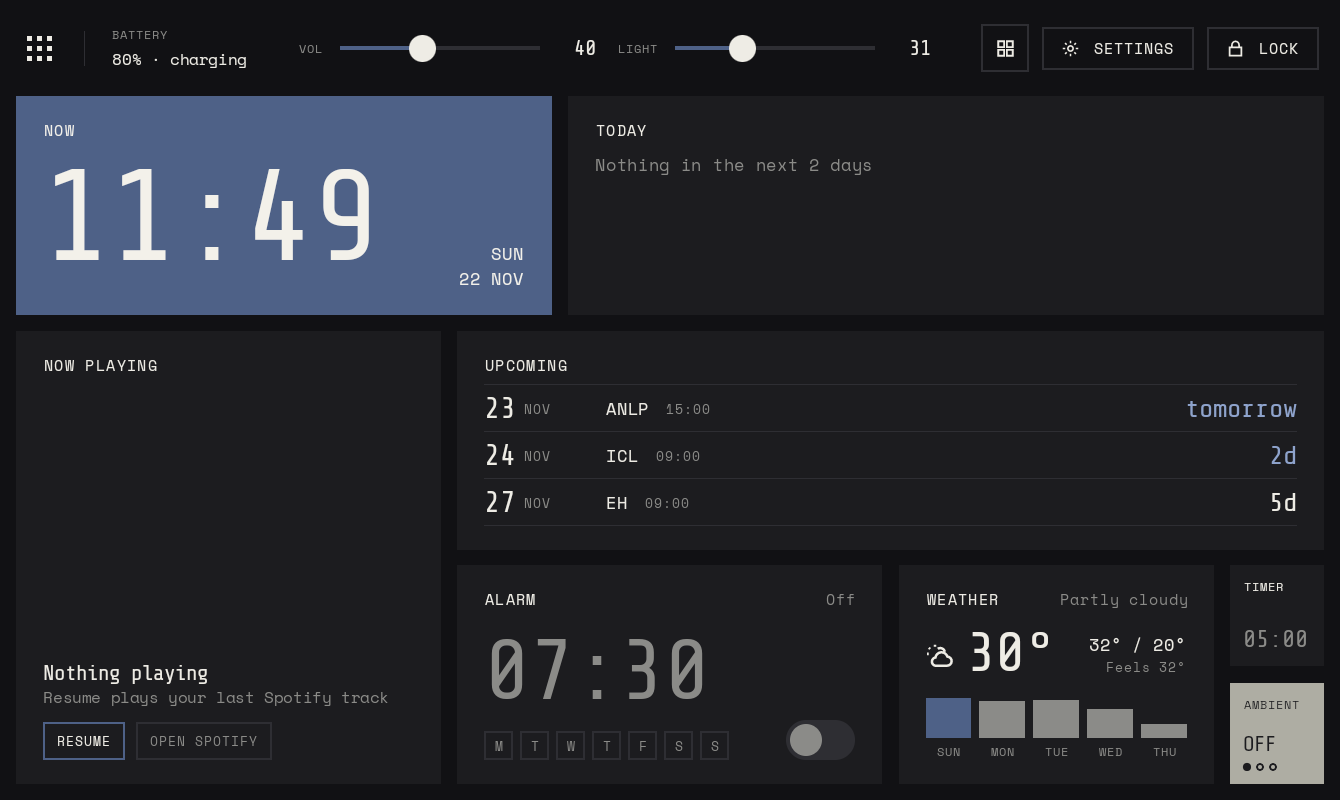 BATTERY
80% · charging
VOL
40
LIGHT
31
SETTINGS
LOCK
NOW
11:49
SUN
22 NOV
TODAY
Nothing in the next 2 days
NOW PLAYING
Nothing playing
Resume plays your last Spotify track
RESUME
OPEN SPOTIFY
UPCOMING
23 NOV ANLP 15:00 tomorrow
24 NOV ICL 09:00 2d
27 NOV EH 09:00 5d
ALARM
Off
07:30
M T W T F S S
WEATHER
Partly cloudy
30°
32° / 20°
Feels 32°
SUN MON TUE WED THU
TIMER
05:00
AMBIENT
OFF